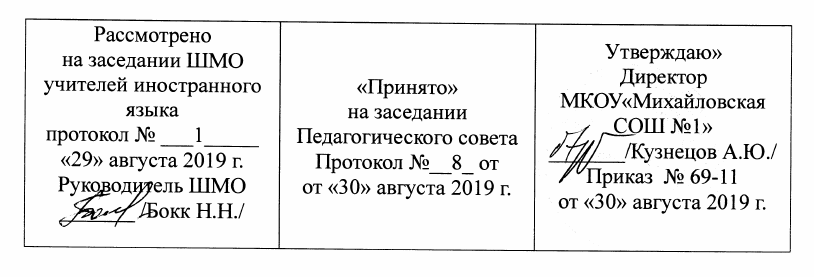 Рассмотрено
на заседании ШМО
учителей иностранного
языка
протокол № ___1_____
«29» августа 2019 г.
Руководитель ШМО
_______ /Бокк Н.Н./
«Принято»
на заседании
Педагогического совета
Протокол №__8_ от
от «30» августа 2019 г.
Утверждаю»
Директор
МКОУ«Михайловская
СОШ №1»
_______/Кузнецов А.Ю./
Приказ № 69-11
от «30» августа 2019 г.